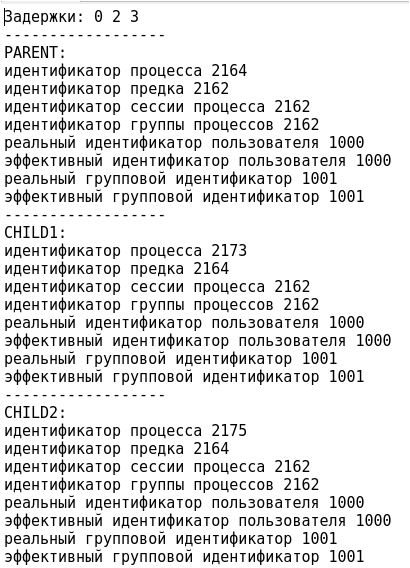 Задержки: 0 2 3
------------------
PARENT:
идентификатор процесса 2164
идентификатор предка 2162
идентификатор сессии процесса 2162
идентификатор группы процессов 2162
реальный идентификатор пользователя 1000
эффективный идентификатор пользователя 1000
реальный групповой идентификатор 1001
эффективный групповой идентификатор 1001
------------------
CHILD1:
идентификатор процесса 2173
идентификатор предка 2164
идентификатор сессии процесса 2162
идентификатор группы процессов 2162
реальный идентификатор пользователя 1000
эффективный идентификатор пользователя 1000
реальный групповой идентификатор 1001
эффективный групповой идентификатор 1001
------------------
CHILD2:
идентификатор процесса 2175
идентификатор предка 2164
идентификатор сессии процесса 2162
идентификатор группы процессов 2162
реальный идентификатор пользователя 1000
эффективный идентификатор пользователя 1000
реальный групповой идентификатор 1001
эффективный групповой идентификатор 1001